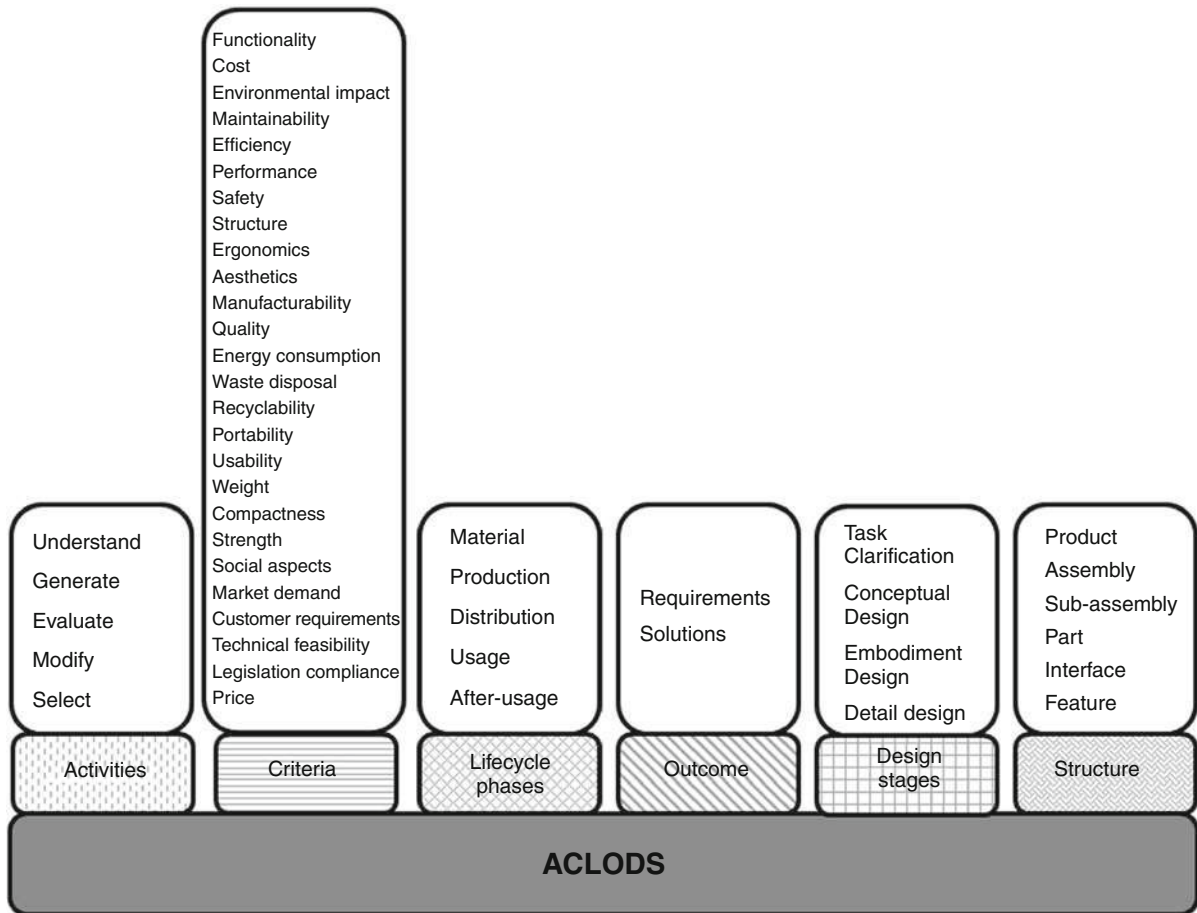 Understand
Generate
Evaluate
Modify
Select
Activities
Functionality
Cost
Environmental impact
Maintainability
Efficiency
Performance
Safety
Structure
Ergonomics
Aesthetics
Manufacturability
Quality
Energy consumption
Waste disposal
Recyclability
Portability
Usability
Weight
Compactness
Strength
Social aspects
Market demand
Customer requirements
Technical feasibility
Legislation compliance
Price
Criteria
Material
Production
Distribution
Usage
After-usage
Lifecycle
phases
Requirements
Solutions
Outcome
Task
Clarification
Conceptual
Design
Embodiment
Design
Detail design
Design
stages
Product
Assembly
Sub-assembly
Part
Interface
Feature
Structure
ACLODS